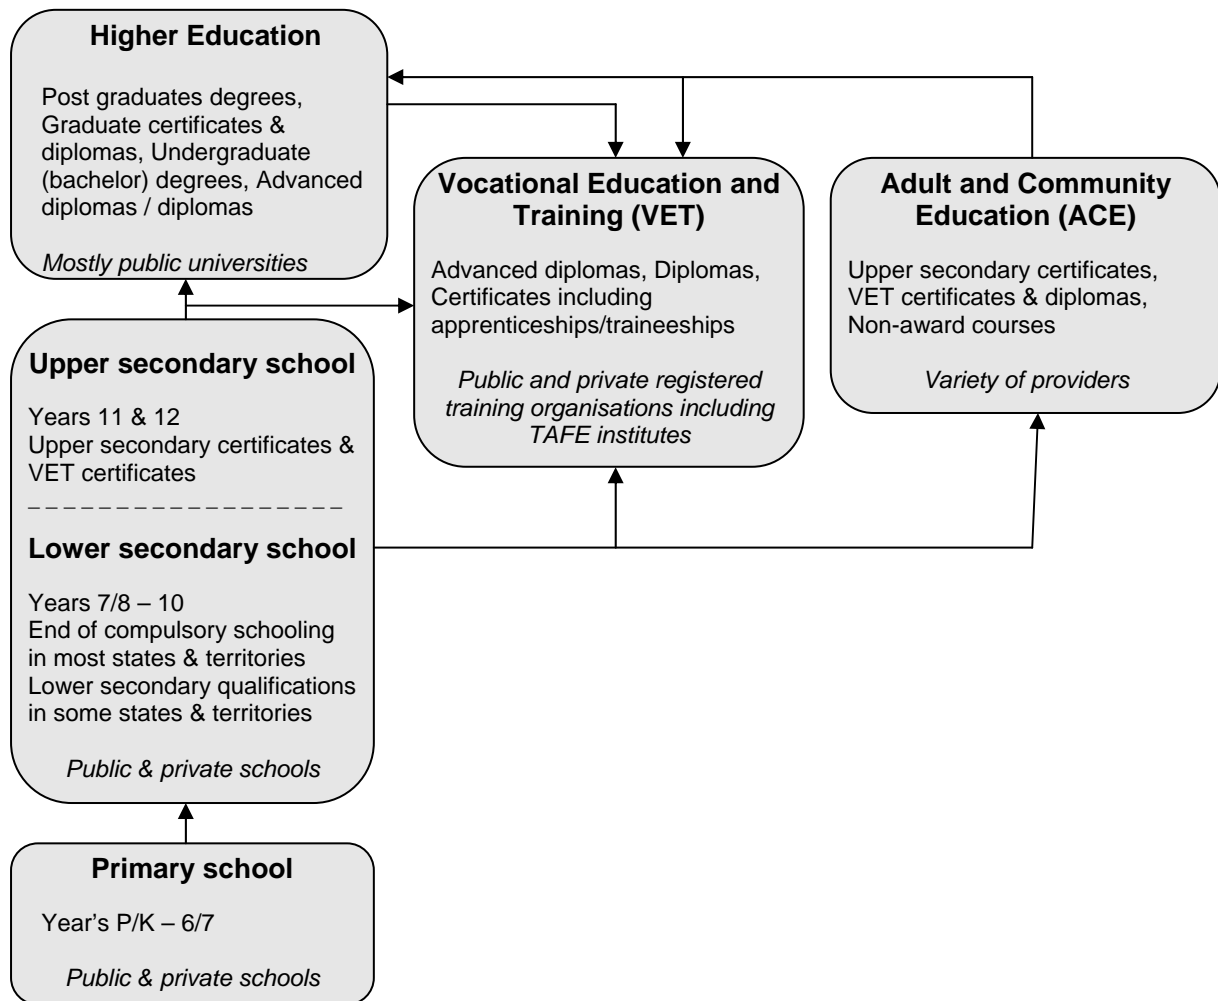 Higher Education
Post graduates degrees,
Graduate certificates &
diplomas, Undergraduate
(bachelor) degrees, Advanced
diplomas / diplomas
Mostly public universities
Vocational Education and
Training (VET)
Advanced diplomas, Diplomas,
Certificates including
apprenticeships/traineeships
Public and private registered
training organisations including
TAFE institutes
Adult and Community
Education (ACE)
Upper secondary certificates,
VET certificates & diplomas,
Non-award courses
Variety of providers
Upper secondary school
Years 11 & 12
Upper secondary certificates &
VET certificates
Lower secondary school
Years 7/8 – 10
End of compulsory schooling
in most states & territories
Lower secondary qualifications
in some states & territories
Public & private schools
Primary school
Year’s P/K – 6/7
Public & private schools